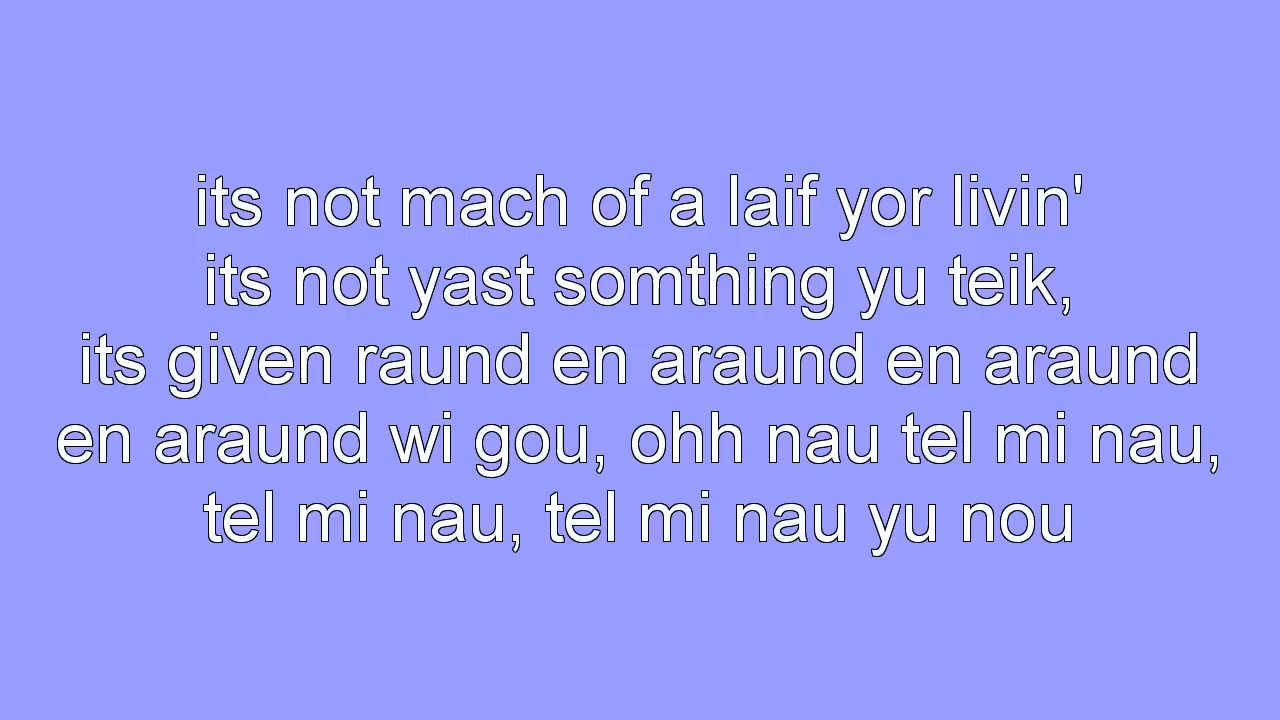 its not mach of a laif yor livin'
its not yast somthing yu teik,
its given raund en araund en araund
en araund wi gou, ohh nau tel mi nau,
tel mi nau, tel mi nau yu nou